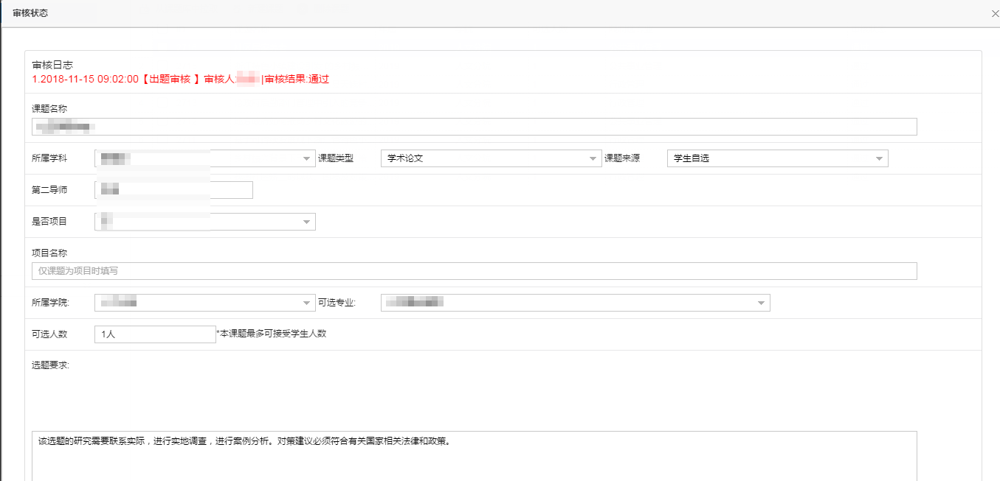 审核状态
审核日志
1.2018-11-15 09:02:00【出题审核 】审核人: |审核结果:通过
课题名称
所属学科 课题类型 学术论文 课题来源 学生自选
第二导师
是否项目
项目名称
仅课题为项目时填写
所属学院: 可选专业:
可选人数 1人 *本课题最多可接受学生人数
选题要求:
该选题的研究需要联系实际，进行实地调查，进行案例分析。对策建议必须符合有关国家相关法律和政策。